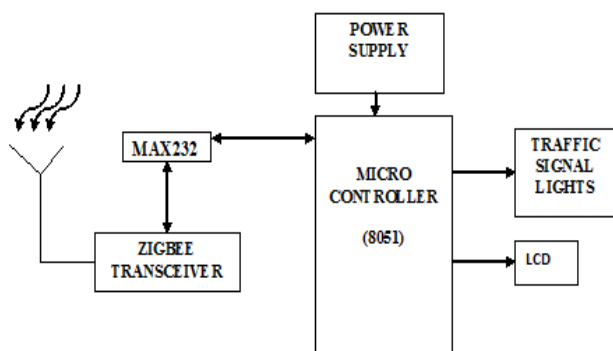 POWER
SUPPLY
MAX232
MICRO
CONTROLLER
(8051)
TRAFFIC
SIGNAL
LIGHTS
ZIGBEE
TRANSCEIVER
LCD